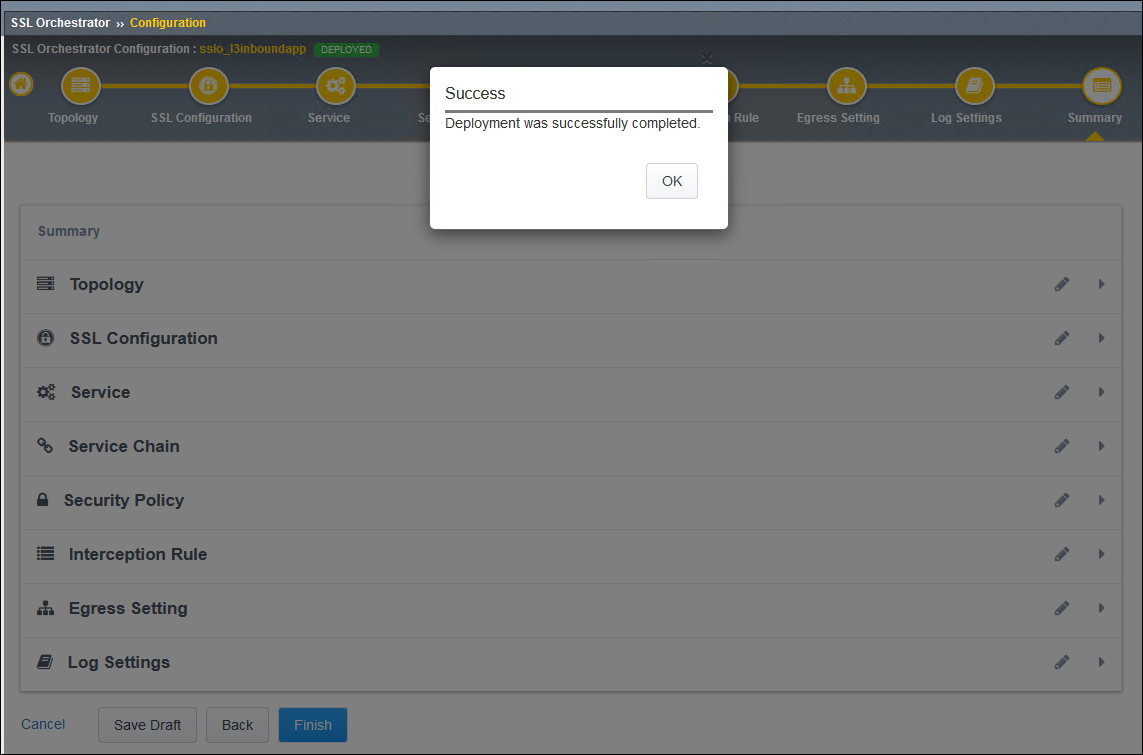 SSL Orchestrator ›› Configuration
SSL Orchestrator Configuration : sslo_l3inboundapp DEPLOYED
Topology SSL Configuration Service Se Rule Egress Setting Log Settings Summary
Success
Deployment was successfully completed.
OK
Summary
Topology
SSL Configuration
Service
Service Chain
Security Policy
Interception Rule
Egress Setting
Log Settings
Cancel Save Draft Back Finish